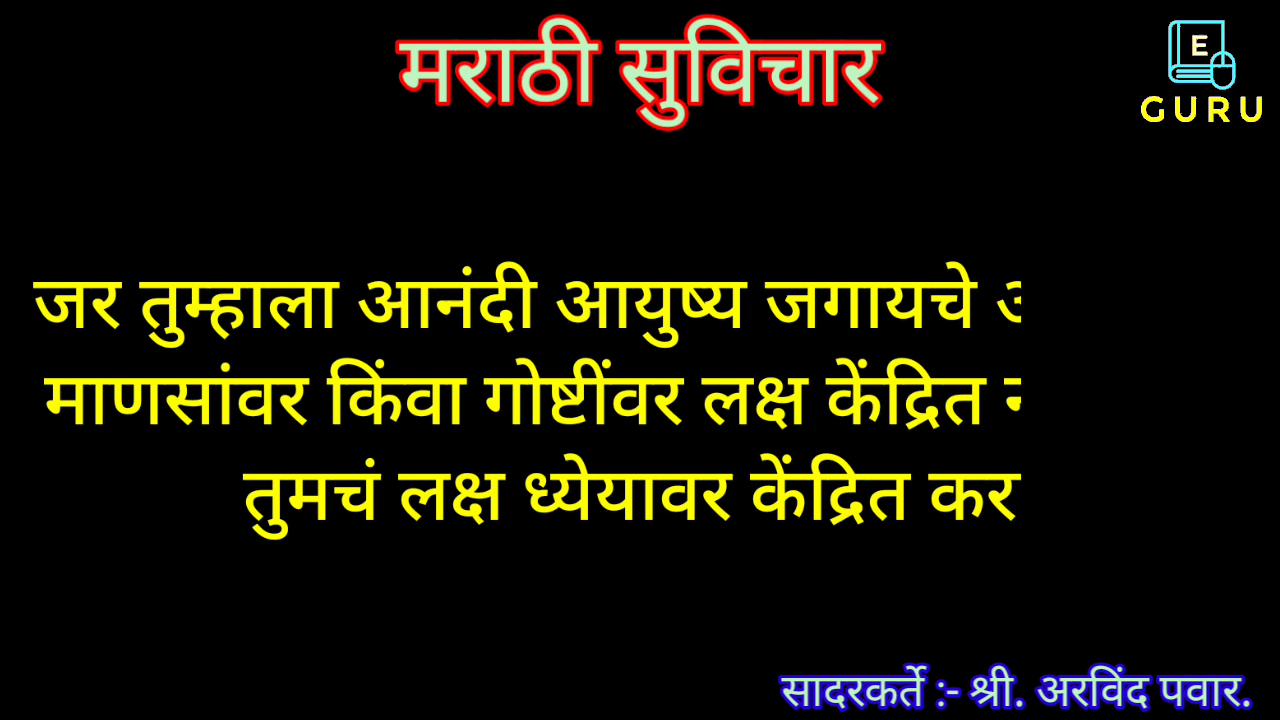 मराठी सुविचार
E
GURU
जर तुम्हाला आनंदी आयुष्य जगायचे
माणसांवर किंवा गोष्टींवर लक्ष केंद्रित
तुमचं लक्ष ध्येयावर केंद्रित कर
सादरकर्ते :- श्री. अरविंद पवार.